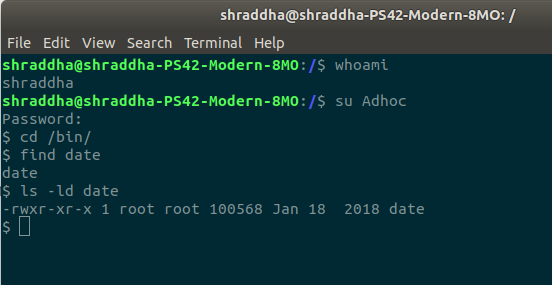 shraddha@shraddha-PS42-Modern-8MO: /
File Edit View Search Terminal Help
shraddha@shraddha-PS42-Modern-8MO:/$ whoami
shraddha
shraddha@shraddha-PS42-Modern-8MO:/$ su Adhoc
Password:
$ cd /bin/
$ find date
date
$ ls -ld date
-rwxr-xr-x 1 root root 100568 Jan 18  2018 date
$